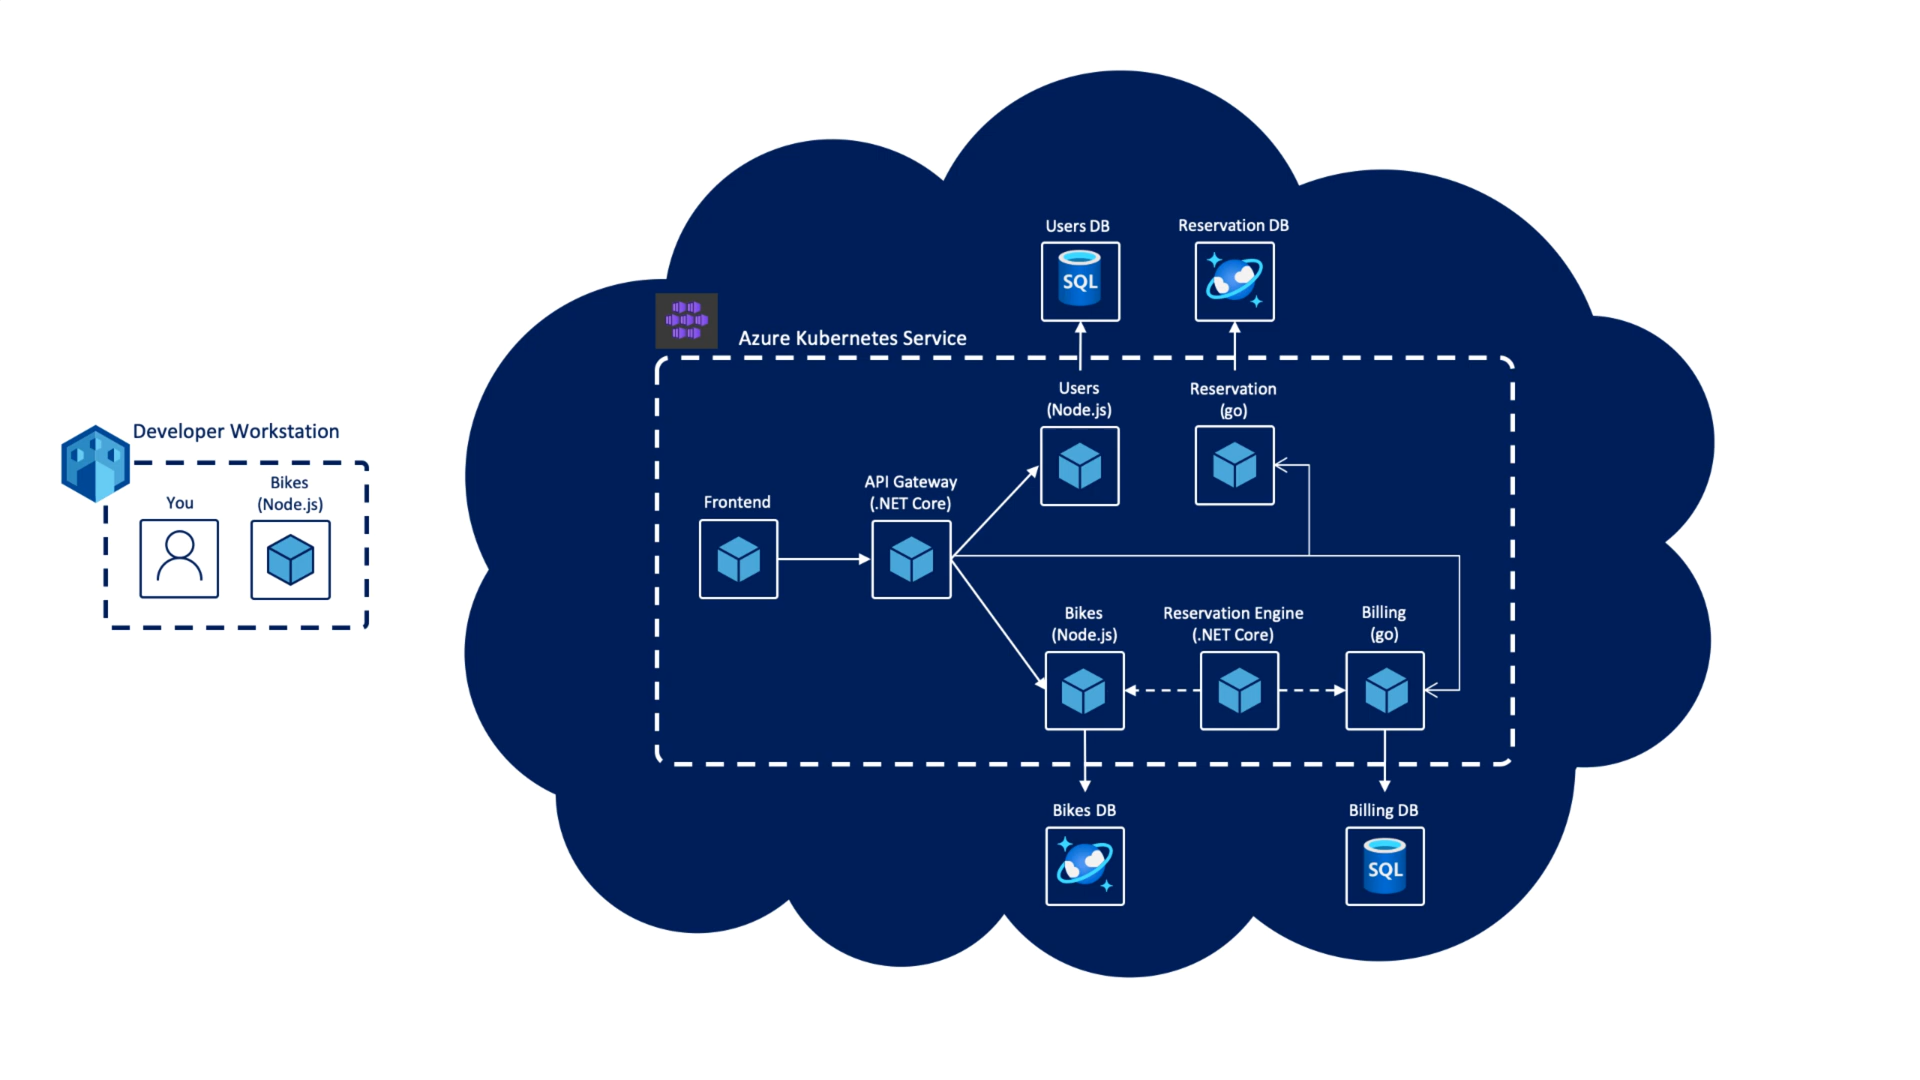 Developer Workstation
You
Bikes
(Node.js)
Azure Kubernetes Service
Users DB
SQL
Reservation DB
Users
(Node.js)
Reservation
(go)
Frontend
API Gateway
(.NET Core)
Bikes
(Node.js)
Reservation Engine
(.NET Core)
Billing
(go)
Bikes DB
Billing DB
SQL